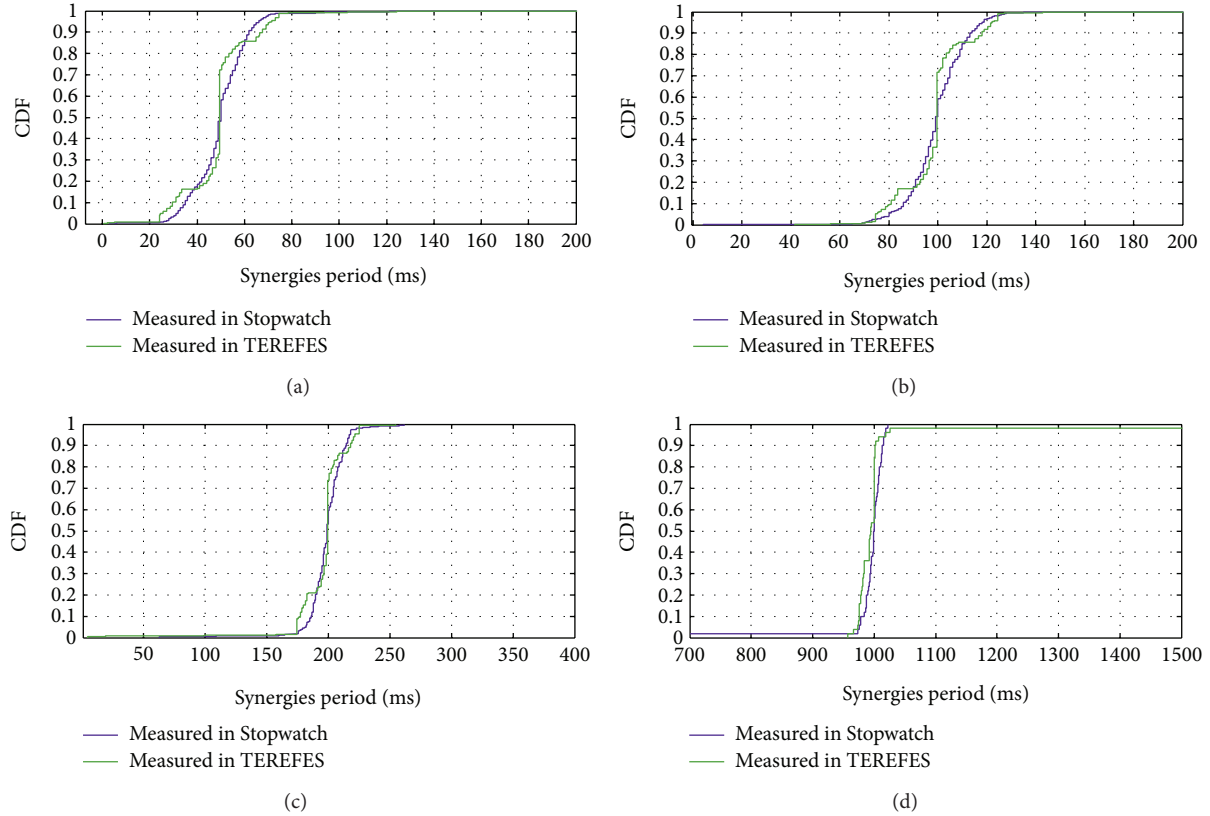 1
0.9
0.8
0.7
0.6
0.5
0.4
0.3
0.2
0.1
0
CDF
0 20 40 60 80 100 120 140 160 180 200
Synergies period (ms)
Measured in Stopwatch
Measured in TEREFES
(a)
1
0.9
0.8
0.7
0.6
0.5
0.4
0.3
0.2
0.1
0
CDF
0 20 40 60 80 100 120 140 160 180 200
Synergies period (ms)
Measured in Stopwatch
Measured in TEREFES
(b)
1
0.9
0.8
0.7
0.6
0.5
0.4
0.3
0.2
0.1
0
CDF
50 100 150 200 250 300 350 400
Synergies period (ms)
Measured in Stopwatch
Measured in TEREFES
(c)
1
0.9
0.8
0.7
0.6
0.5
0.4
0.3
0.2
0.1
0
CDF
700 800 900 1000 1100 1200 1300 1400 1500
Synergies period (ms)
Measured in Stopwatch
Measured in TEREFES
(d)